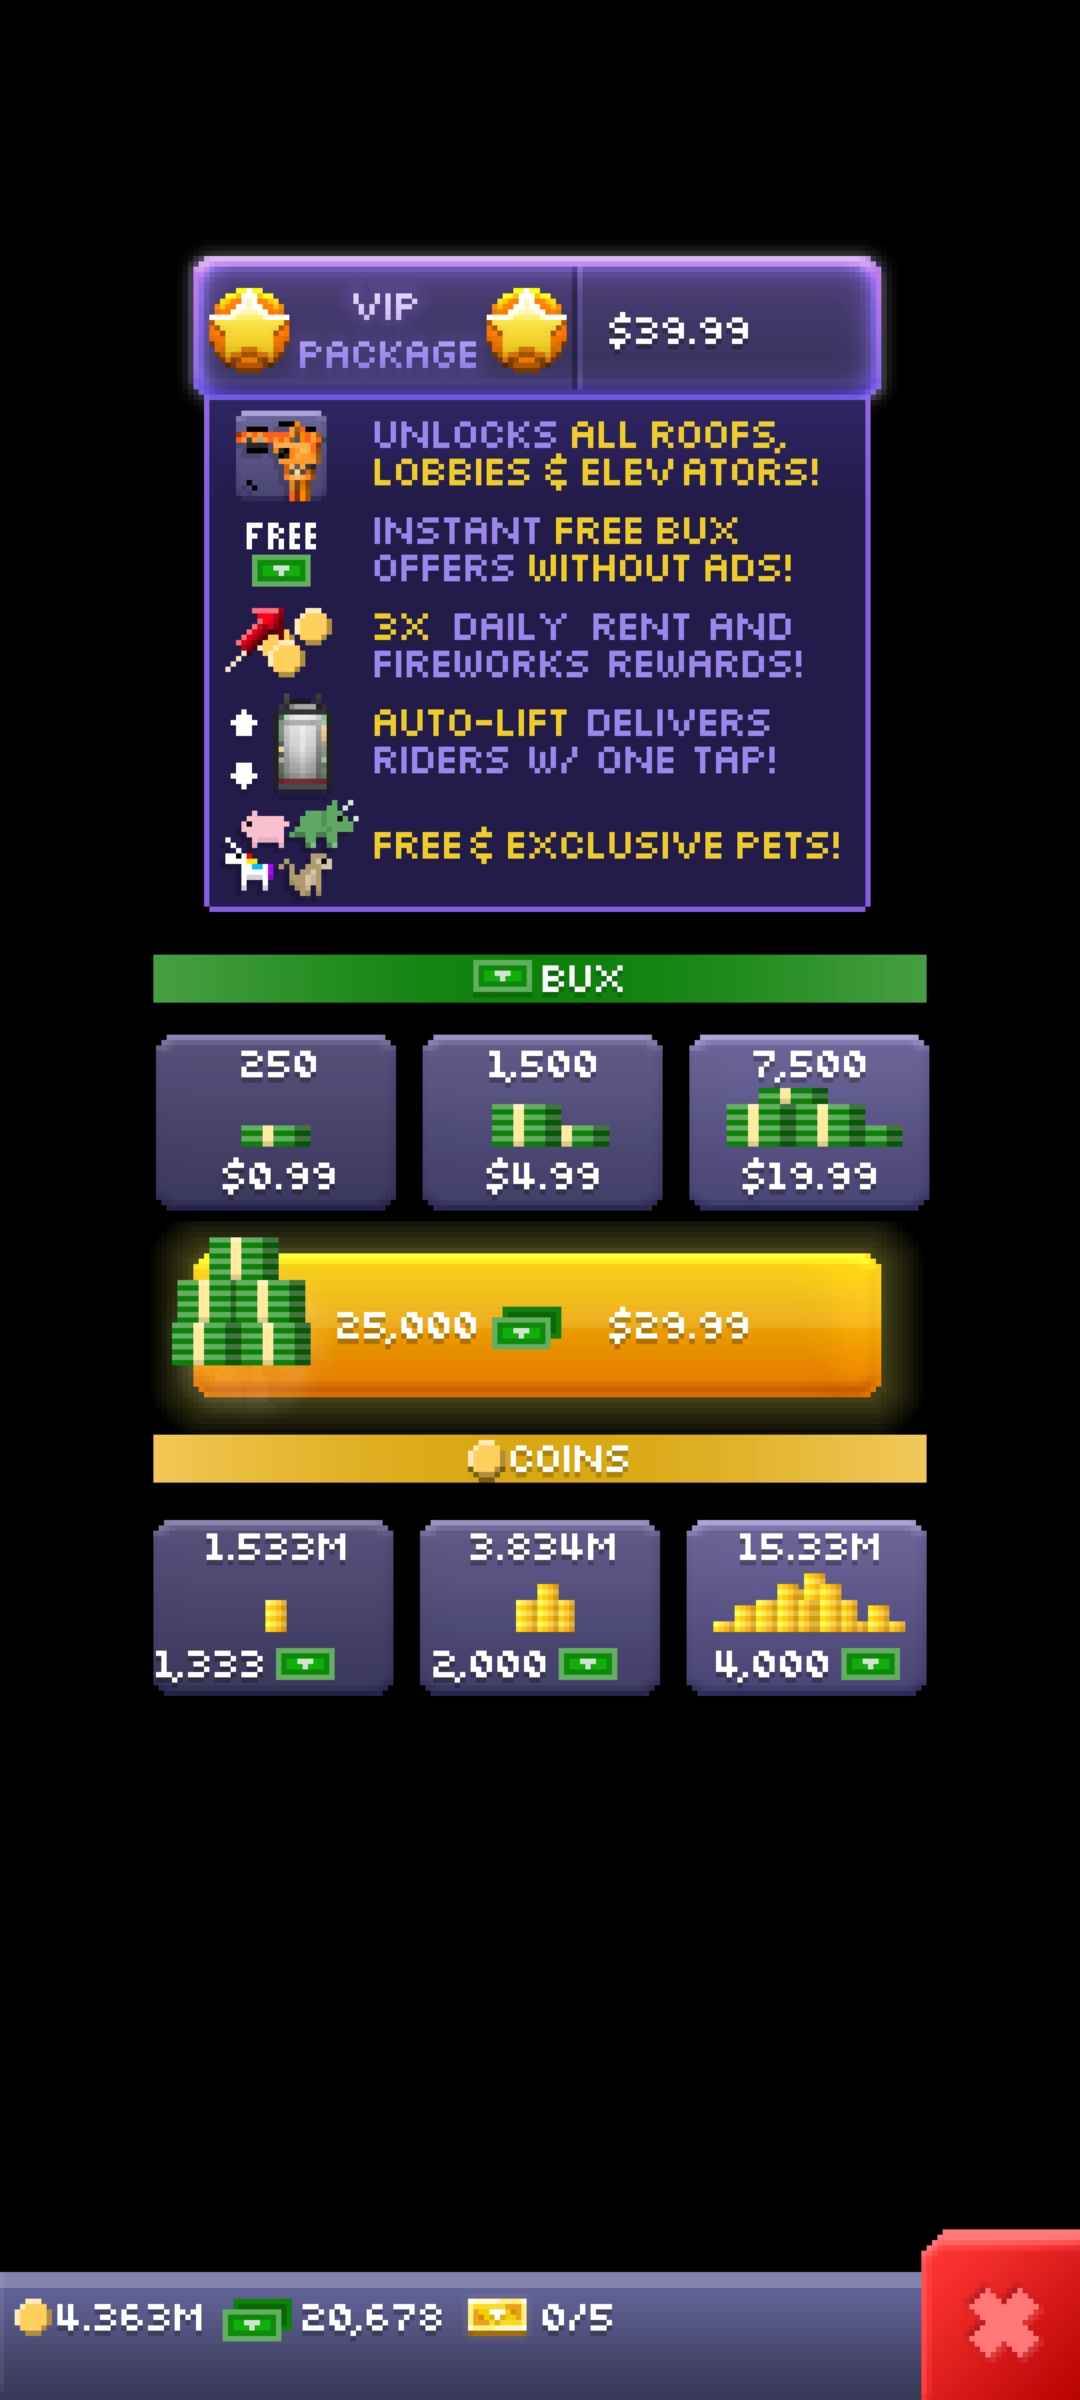 VIP
PACKAGE
$39.99
UNLOCKS ALL ROOFS,
LOBBIES & ELEVATORS!
FREE
INSTANT FREE BUX
OFFERS WITHOUT ADS!
3X DAILY RENT AND
FIREWORKS REWARDS!
AUTO-LIFT DELIVERS
RIDERS W/ ONE TAP!
FREE & EXCLUSIVE PETS!
BUX
250
$0.99
1,500
$4.99
7,500
$19.99
25,000 $29.99
COINS
1.533M
1,333
3.834M
2,000
15.33M
4,000
4.363M 20,678 0/5